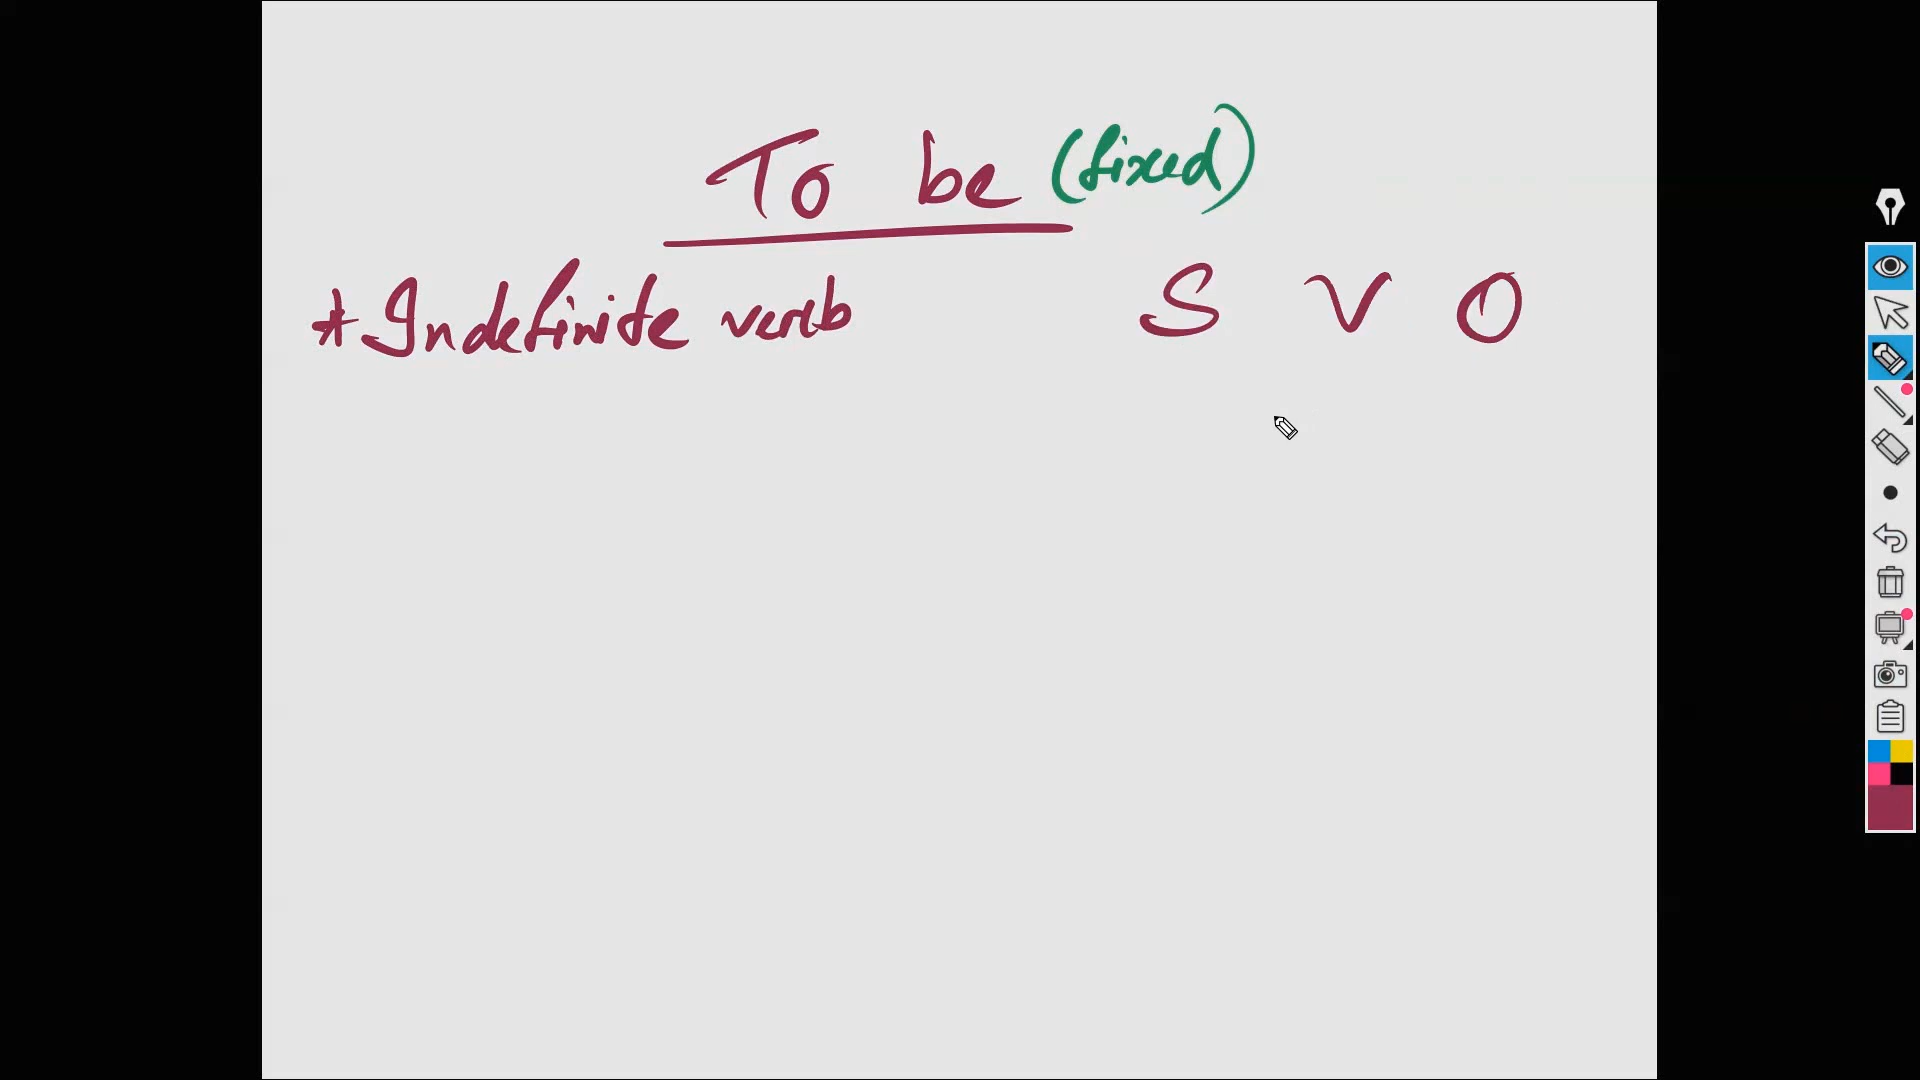 To be (fixed)
* Indefinite verb S V O